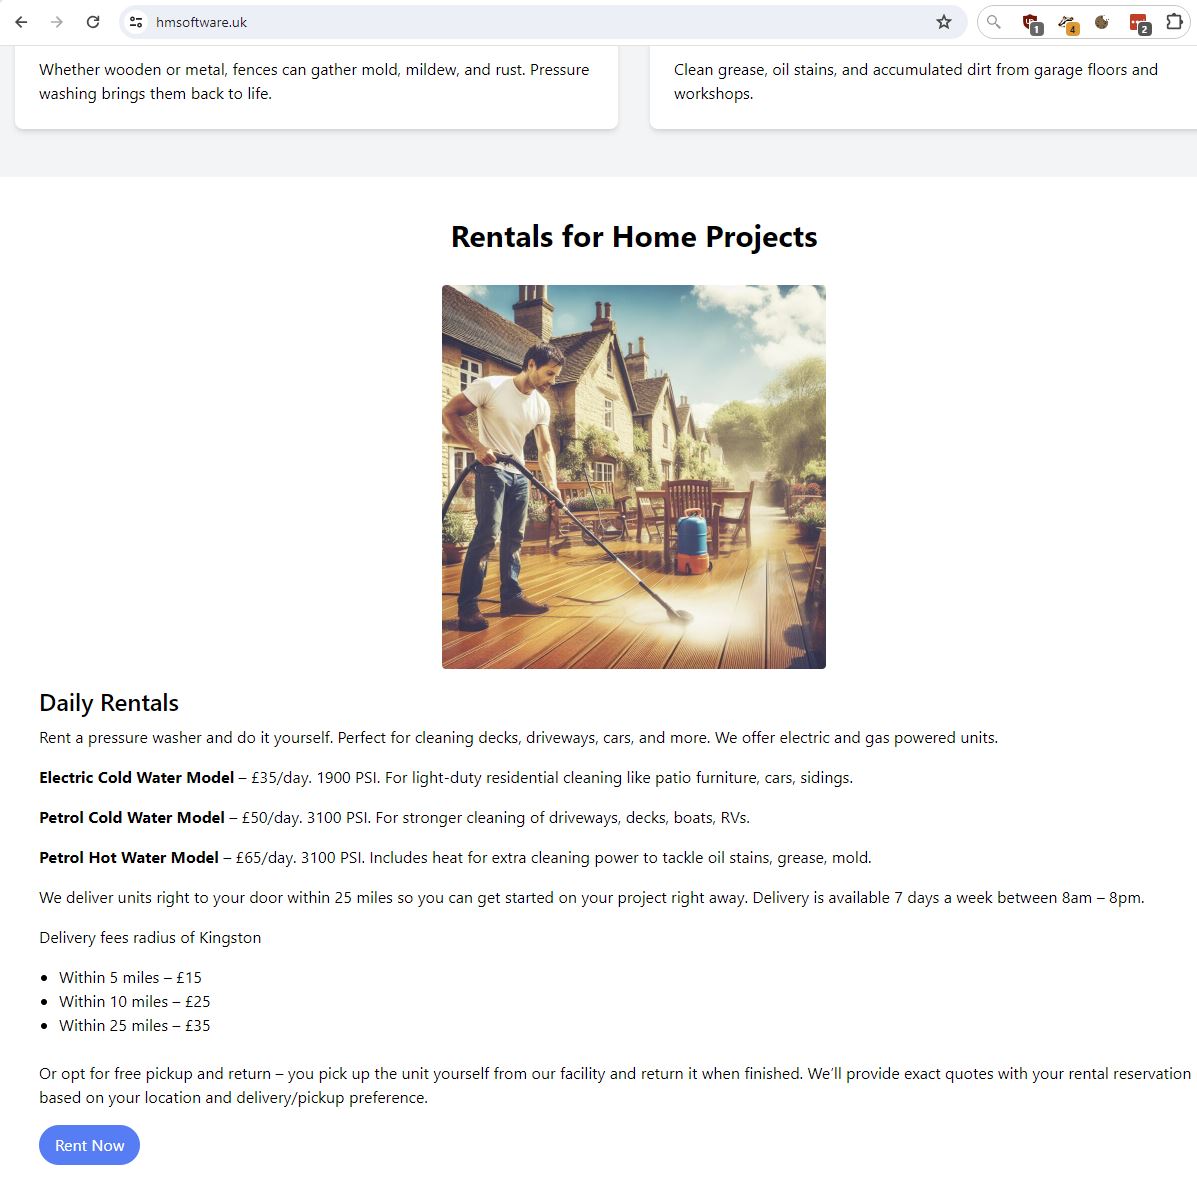 hmsoftware.uk
1
4
2
Whether wooden or metal, fences can gather mold, mildew, and rust. Pressure
washing brings them back to life.
Clean grease, oil stains, and accumulated dirt from garage floors and
workshops.
Rentals for Home Projects
Daily Rentals
Rent a pressure washer and do it yourself. Perfect for cleaning decks, driveways, cars, and more. We offer electric and gas powered units.
Electric Cold Water Model – £35/day. 1900 PSI. For light-duty residential cleaning like patio furniture, cars, sidings.
Petrol Cold Water Model – £50/day. 3100 PSI. For stronger cleaning of driveways, decks, boats, RVs.
Petrol Hot Water Model – £65/day. 3100 PSI. Includes heat for extra cleaning power to tackle oil stains, grease, mold.
We deliver units right to your door within 25 miles so you can get started on your project right away. Delivery is available 7 days a week between 8am – 8pm.
Delivery fees radius of Kingston
• Within 5 miles – £15
• Within 10 miles – £25
• Within 25 miles – £35
Or opt for free pickup and return – you pick up the unit yourself from our facility and return it when finished. We’ll provide exact quotes with your rental reservation
based on your location and delivery/pickup preference.
Rent Now